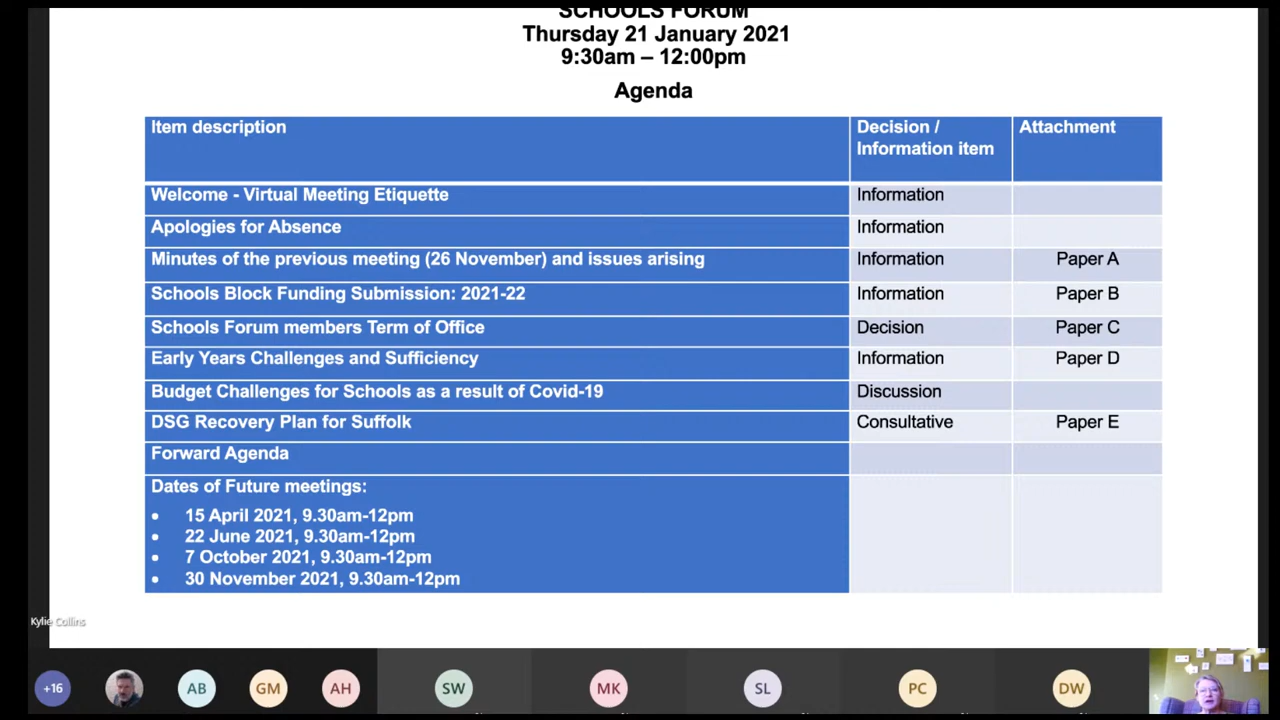 SCHOOLS FORUM
Thursday 21 January 2021
9:30am – 12:00pm
Agenda
Item description
Decision /
Information item
Attachment
Welcome - Virtual Meeting Etiquette
Information
Apologies for Absence
Information
Minutes of the previous meeting (26 November) and issues arising
Information
Paper A
Schools Block Funding Submission: 2021-22
Information
Paper B
Schools Forum members Term of Office
Decision
Paper C
Early Years Challenges and Sufficiency
Information
Paper D
Budget Challenges for Schools as a result of Covid-19
Discussion
DSG Recovery Plan for Suffolk
Consultative
Paper E
Forward Agenda
Dates of Future meetings:
• 15 April 2021, 9.30am-12pm
• 22 June 2021, 9.30am-12pm
• 7 October 2021, 9.30am-12pm
• 30 November 2021, 9.30am-12pm
Kylie Collins
+16
AB
GM
AH
SW
MK
SL
PC
DW